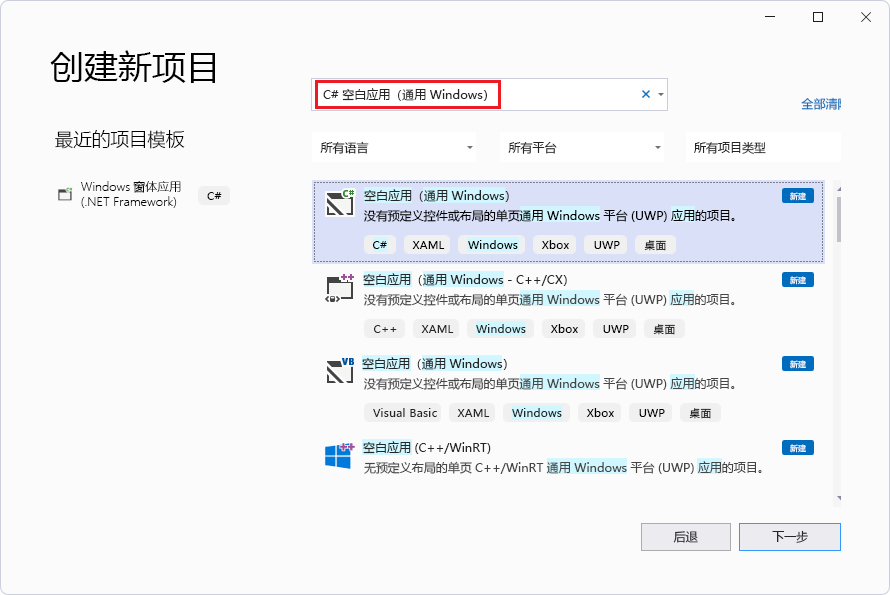 创建新项目
最近的项目模板
Windows 窗体应用
(.NET Framework)
C#
C# 空白应用（通用 Windows）
全部清
所有语言
所有平台
所有项目类型
空白应用（通用 Windows）
新建
没有预定义控件或布局的单页通用 Windows 平台 (UWP) 应用的项目。
C# XAML Windows Xbox UWP 桌面
空白应用（通用 Windows - C++/CX)
新建
没有预定义控件或布局的单页通用 Windows 平台 (UWP) 应用的项目。
C++ XAML Windows Xbox UWP 桌面
VB
空白应用（通用 Windows）
新建
没有预定义控件或布局的单页通用 Windows 平台 (UWP) 应用的项目。
Visual Basic XAML Windows Xbox UWP 桌面
空白应用 (C++/WinRT)
新建
无预定义布局的单页 C++/WinRT 通用 Windows 平台 (UWP) 应用的项目。
后退
下一步